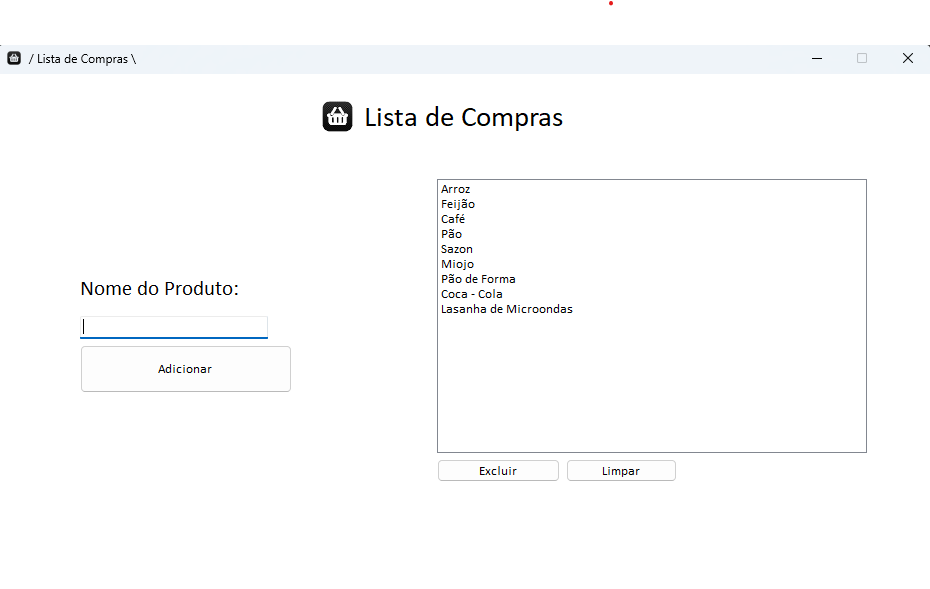 / Lista de Compras \
Lista de Compras
Nome do Produto:
Adicionar
Arroz
Feijão
Café
Pão
Sazon
Miojo
Pão de Forma
Coca - Cola
Lasanha de Microondas
Excluir
Limpar